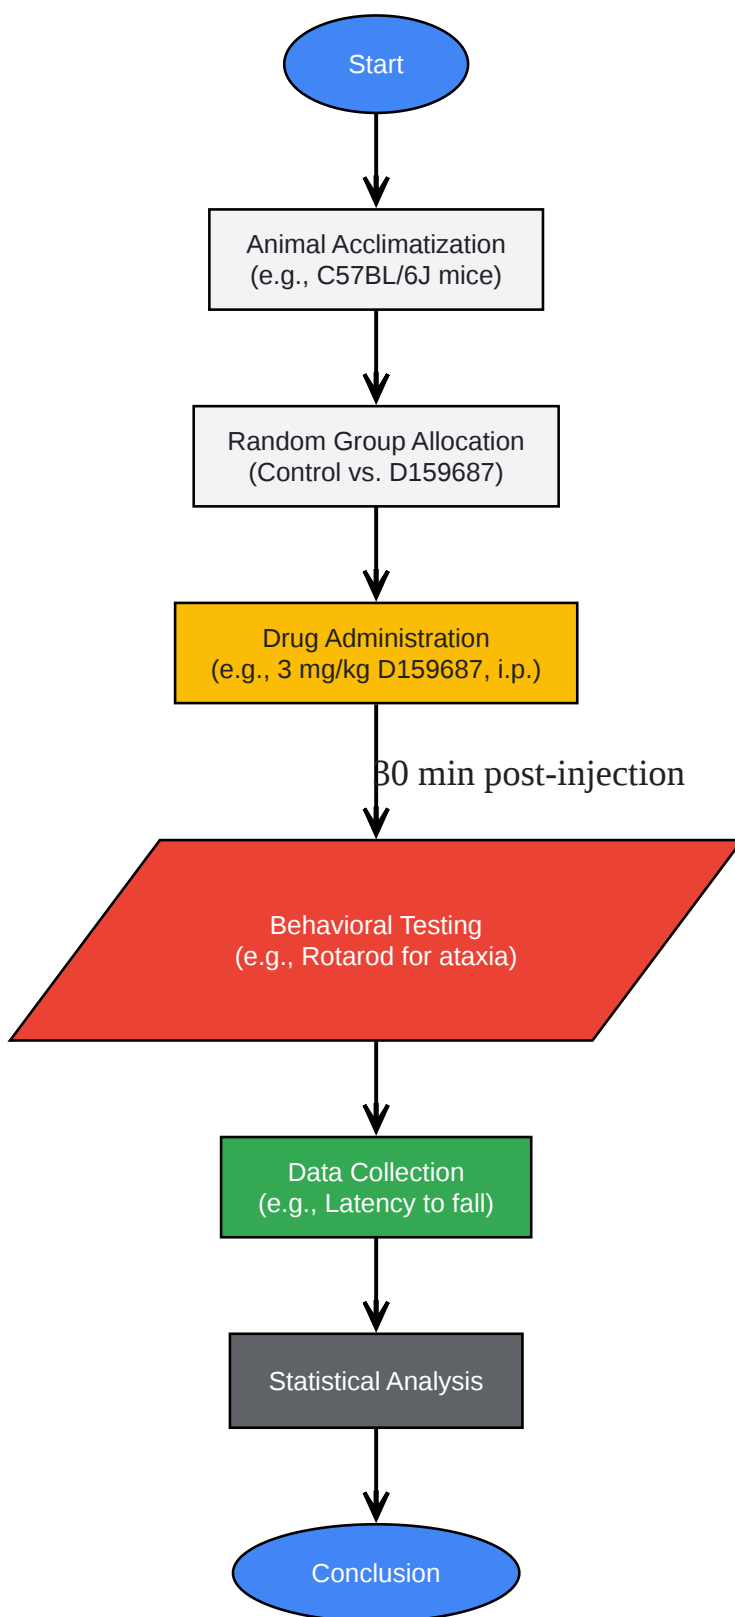 Start
Animal Acclimatization
(e.g., C57BL/6J mice)
Random Group Allocation
(Control vs. D159687)
Drug Administration
(e.g., 3 mg/kg D159687, i.p.)
30 min post-injection
Behavioral Testing
(e.g., Rotarod for ataxia)
Data Collection
(e.g., Latency to fall)
Statistical Analysis
Conclusion